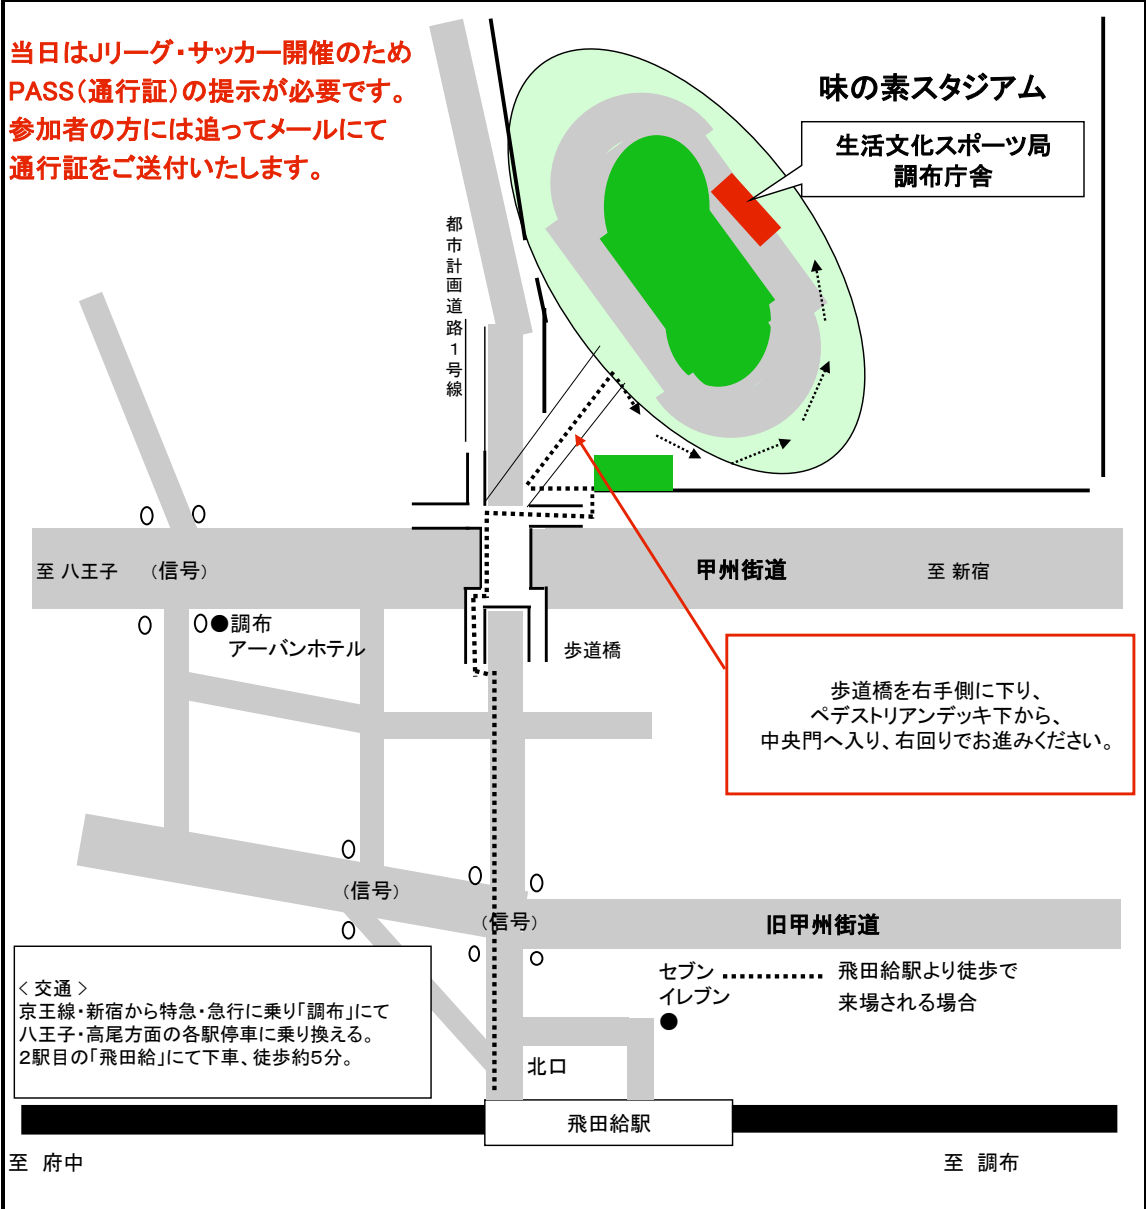 当日はJリーグ・サッカー開催のため
PASS（通行証）の提示が必要です。
参加者の方には追ってメールにて
通行証をご送付いたします。
味の素スタジアム
生活文化スポーツ局
調布庁舎
都市計画道路１号線
至 八王子
（信号）
甲州街道
至 新宿
調布
アーバンホテル
歩道橋
歩道橋を右手側に下り、
ペデストリアンデッキ下から、
中央門へ入り、右回りでお進みください。
（信号）
（信号）
旧甲州街道
＜ 交通 ＞
京王線・新宿から特急・急行に乗り「調布」にて
八王子・高尾方面の各駅停車に乗り換える。
２駅目の「飛田給」にて下車、徒歩約5分。
セブン
イレブン
飛田給駅より徒歩で
来場される場合
北口
飛田給駅
至 府中
至 調布